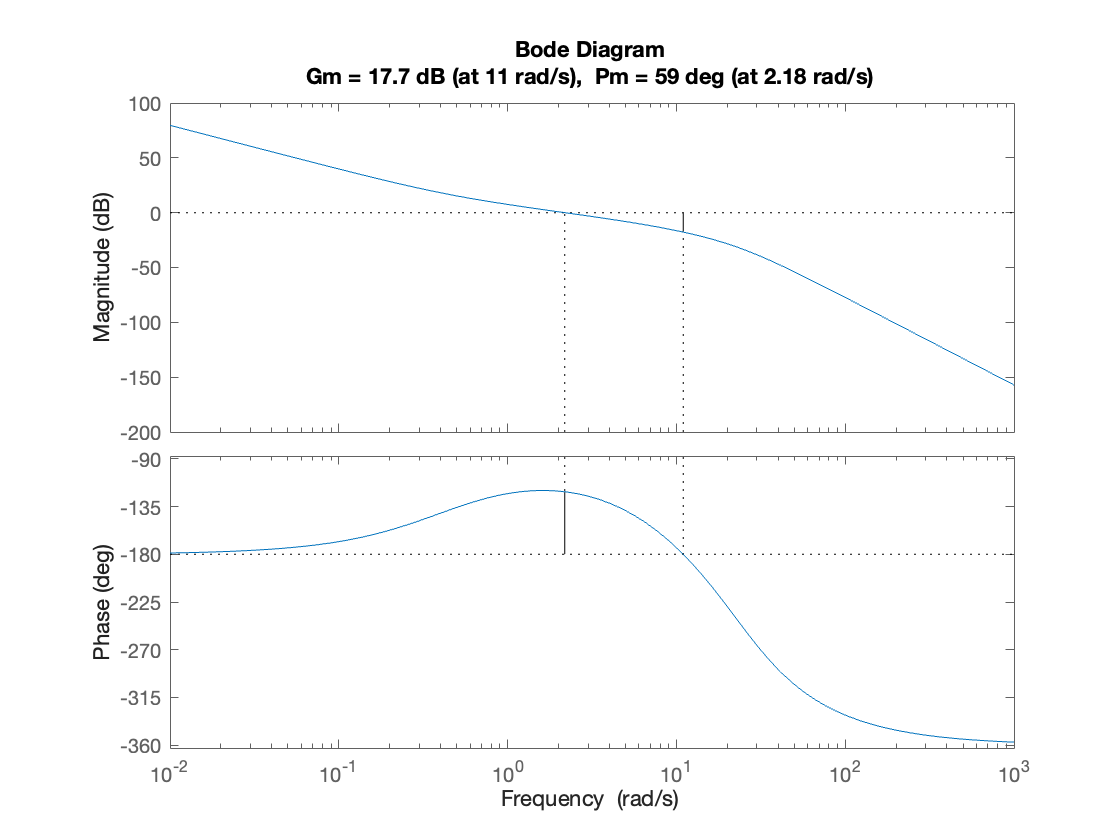 Bode Diagram
Gm = 17.7 dB (at 11 rad/s),  Pm = 59 deg (at 2.18 rad/s)
Magnitude (dB)
100
50
0
-50
-100
-150
-200
Phase (deg)
-90
-135
-180
-225
-270
-315
-360
10^-2 10^-1 10^0 10^1 10^2 10^3
Frequency  (rad/s)